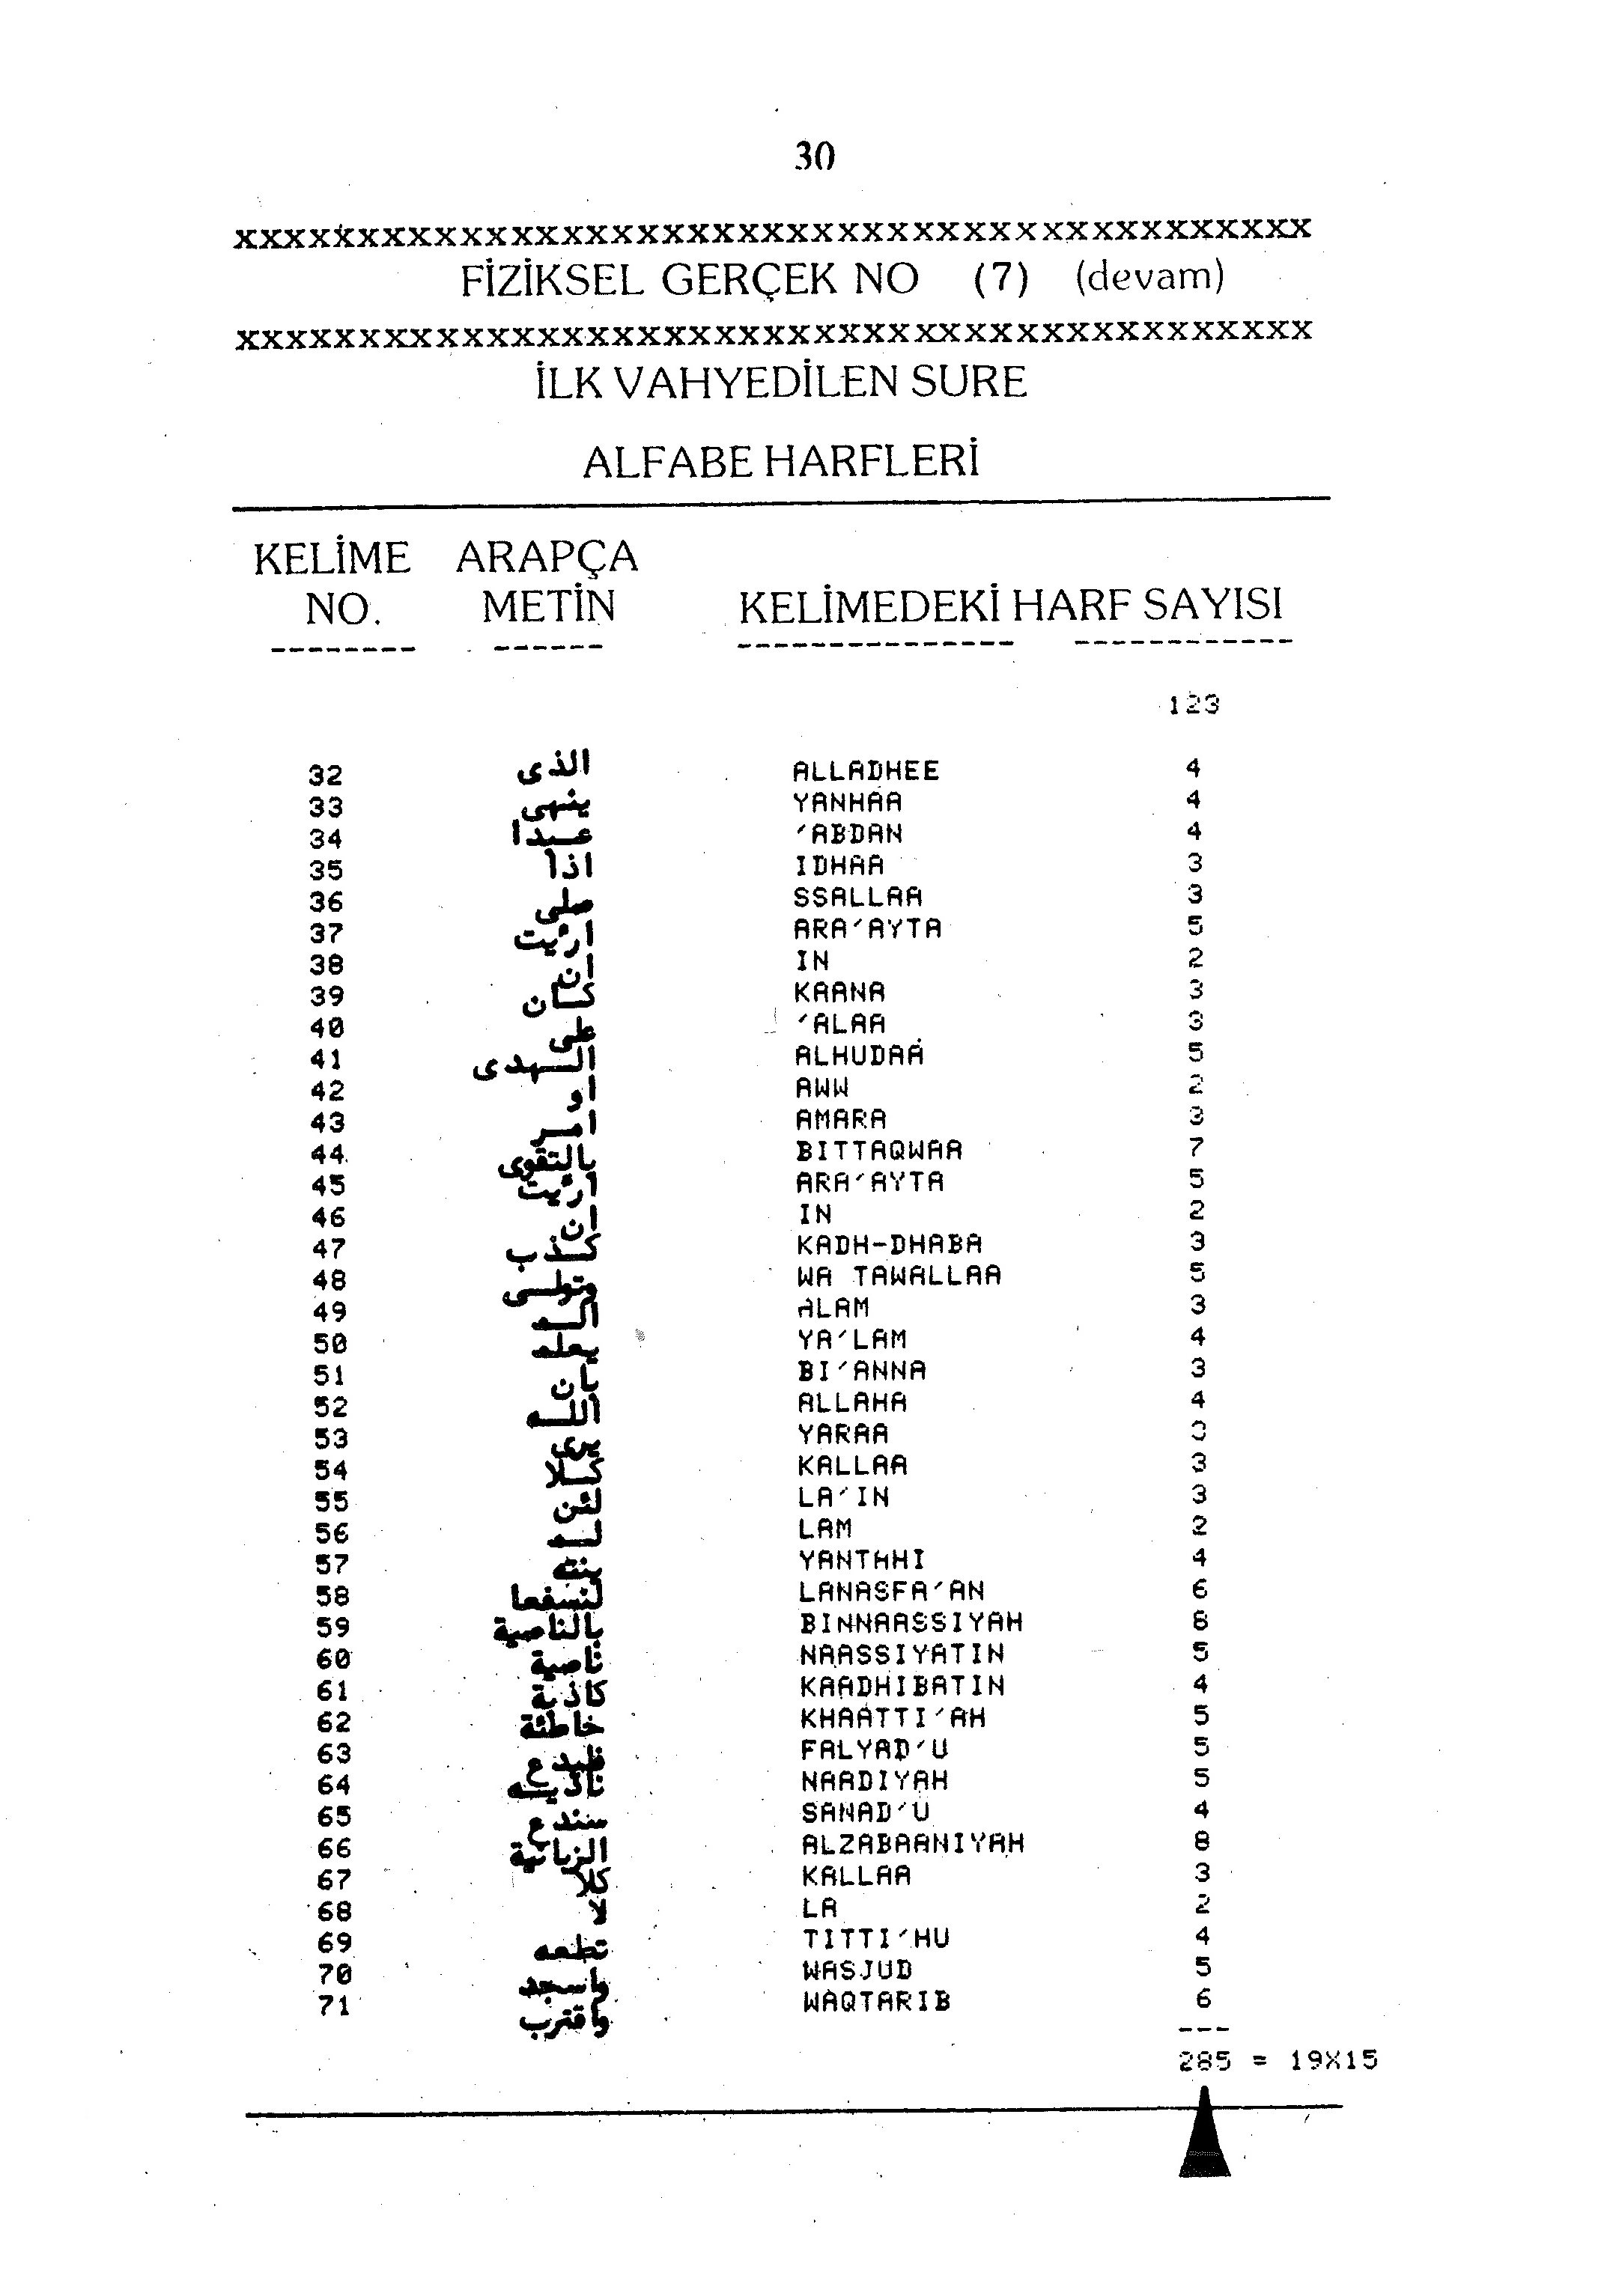 30
xxxxxxxxxxxxxxxxxxxxxxxxxxxxxxxxxxxxxxxxxxx
FİZİKSEL GERÇEK NO (7) (devam)
xxxxxxxxxxxxxxxxxxxxxxxxxxxxxxxxxxxxxxxxxxx
İLK VAHYEDİLEN SURE
ALFABE HARFLERİ
KELİME ARAPÇA
NO. METİN KELİMEDEKİ HARF SAYISI
-------- ------ --------------- ------------
123
32 الذى ALLADHEE 4
33 ينهى YANHAA 4
34 عبدا 'ABDAN 4
35 اذا IDHAA 3
36 صلى SSALLAA 3
37 ارءيت ARA'AYTA 5
38 ان IN 2
39 كان KAANA 3
40 على 'ALAA 3
41 الهدى ALHUDAA 5
42 او AWW 2
43 امر AMARA 3
44 بالتقوى BITTAQWAA 7
45 ارءيت ARA'AYTA 5
46 ان IN 2
47 كذب KADH-DHABA 3
48 وتولى WA TAWALLAA 5
49 الم ALAM 3
50 يعلم YA'LAM 4
51 بان BI'ANNA 3
52 الله ALLAHA 4
53 يرى YARAA 3
54 كلا KALLAA 3
55 لئن LA'IN 3
56 لم LAM 2
57 ينته YANTHHI 4
58 لنسفعا LANASFA'AN 6
59 بالناصية BINNAASSIYAH 8
60 ناصية NAASSIYATIN 5
61 كاذبة KAADHIBATIN 4
62 خاطئة KHAATTI'AH 5
63 فليدع FALYAD'U 5
64 ناديه NAADIYAH 5
65 سندع SANAD'U 4
66 الزبانية ALZABAANIYAH 8
67 كلا KALLAA 3
68 لا LA 2
69 تطعه TITTI'HU 4
70 واسجد WASJUD 5
71 واقترب WAQTARIB 6
---
285 = 19X15